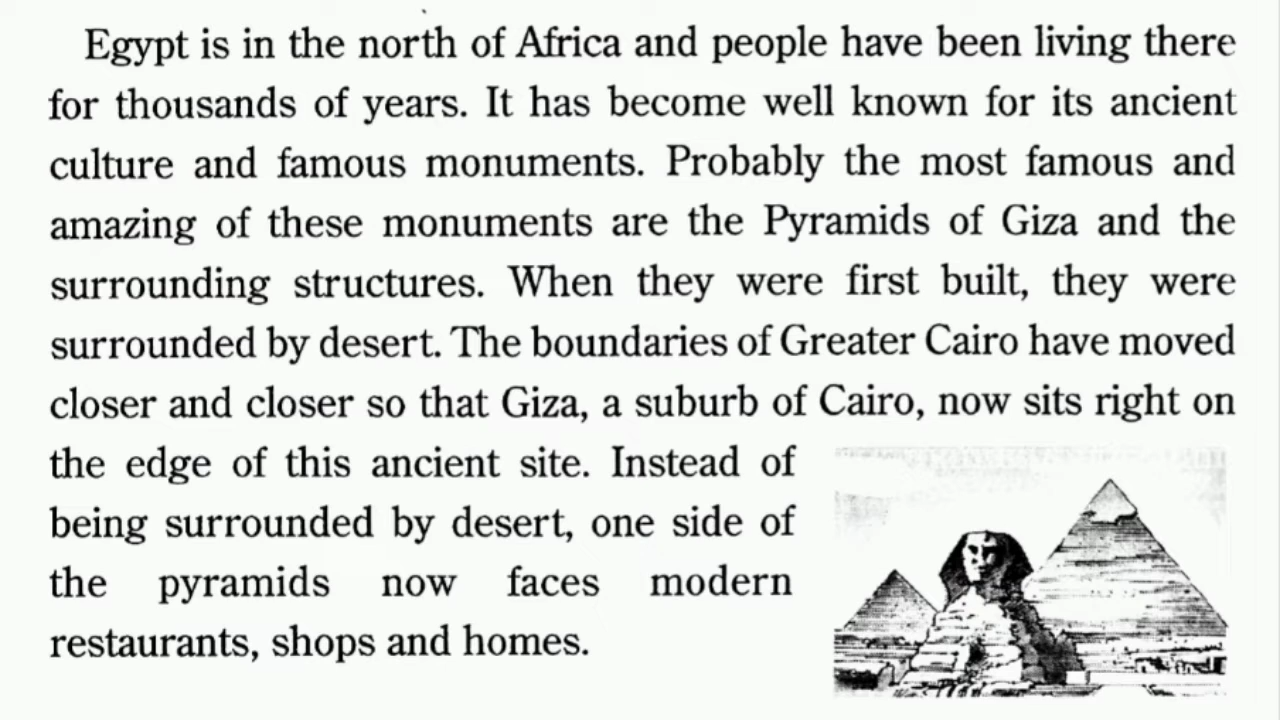 Egypt is in the north of Africa and people have been living there
for thousands of years. It has become well known for its ancient
culture and famous monuments. Probably the most famous and
amazing of these monuments are the Pyramids of Giza and the
surrounding structures. When they were first built, they were
surrounded by desert. The boundaries of Greater Cairo have moved
closer and closer so that Giza, a suburb of Cairo, now sits right on
the edge of this ancient site. Instead of
being surrounded by desert, one side of
the pyramids now faces modern
restaurants, shops and homes.